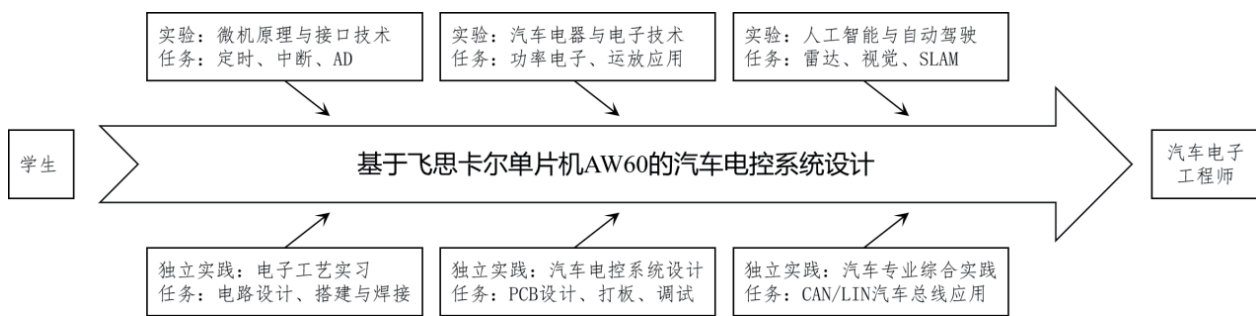 实验：微机原理与接口技术
任务：定时、中断、AD
实验：汽车电器与电子技术
任务：功率电子、运放应用
实验：人工智能与自动驾驶
任务：雷达、视觉、SLAM
学生
基于飞思卡尔单片机AW60的汽车电控系统设计
汽车电子
工程师
独立实践：电子工艺实习
任务：电路设计、搭建与焊接
独立实践：汽车电控系统设计
任务：PCB设计、打板、调试
独立实践：汽车专业综合实践
任务：CAN/LIN汽车总线应用